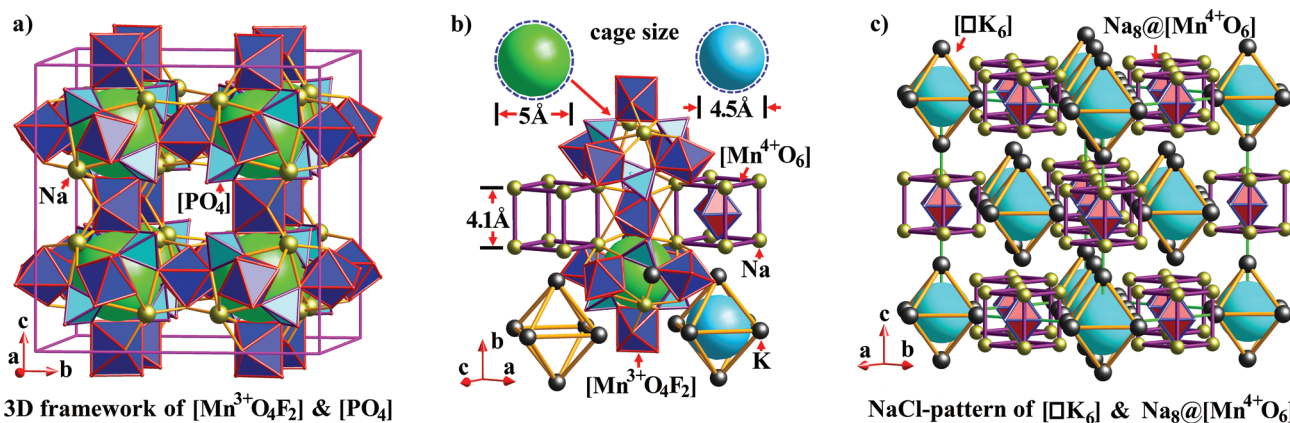 a)
Na
[PO₄]
c
a
b
3D framework of [Mn³⁺O₄F₂] & [PO₄]
b)
cage size
5Å
4.5Å
[Mn⁴⁺O₆]
4.1Å
Na
b
c
a
K
[Mn³⁺O₄F₂]
c)
[□K₆]
Na₈@[Mn⁴⁺O₆]
c
a
b
NaCl-pattern of [□K₆] & Na₈@[Mn⁴⁺O₆]